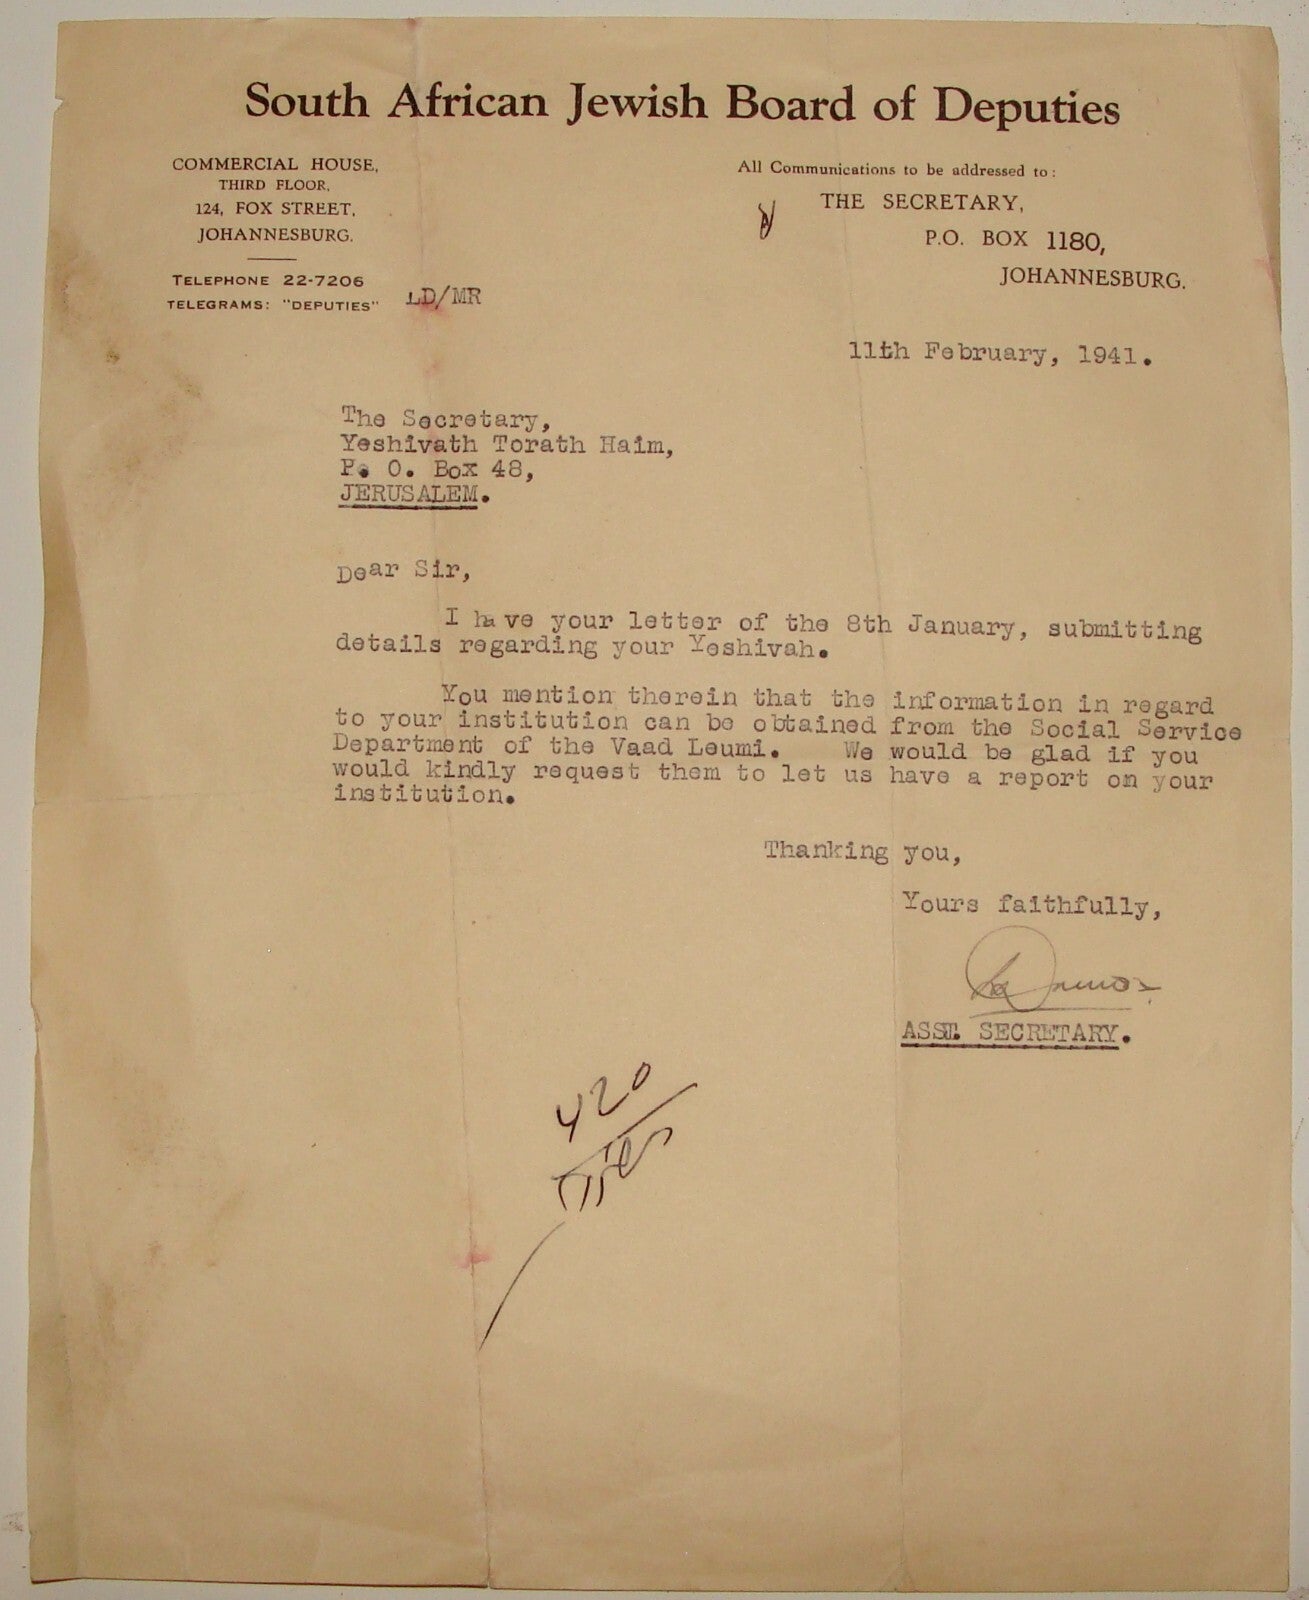 South African Jewish Board of Deputies
COMMERCIAL HOUSE,
THIRD FLOOR,
124, FOX STREET,
JOHANNESBURG.
TELEPHONE 22-7206
TELEGRAMS: "DEPUTIES"
LD/MR
All Communications to be addressed to:
THE SECRETARY,
P.O. BOX 1180,
JOHANNESBURG.
11th February, 1941.
The Secretary,
Yeshivath Torath Haim,
P. O. Box 48,
JERUSALEM.
Dear Sir,
I have your letter of the 8th January, submitting
details regarding your Yeshivah.
You mention therein that the information in regard
to your institution can be obtained from the Social Service
Department of the Vaad Leumi. We would be glad if you
would kindly request them to let us have a report on your
institution.
Thanking you,
Yours faithfully,
ASST. SECRETARY.
420